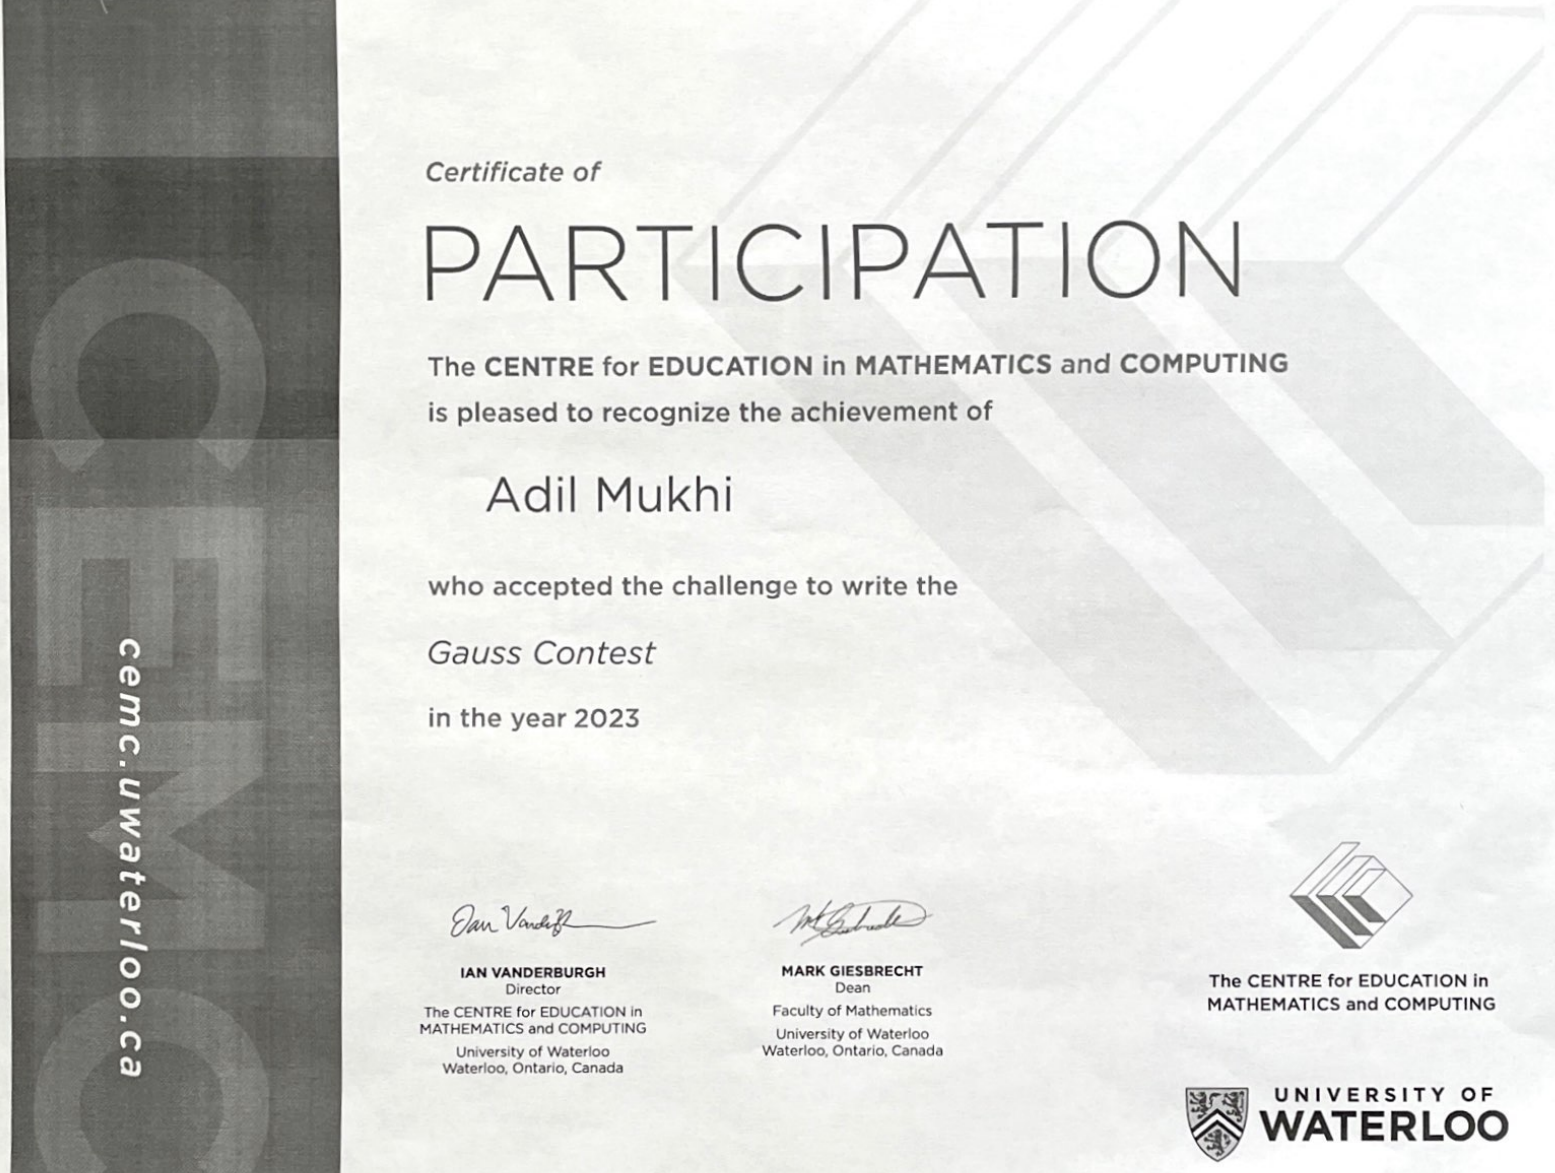 Certificate of
PARTICIPATION
The CENTRE for EDUCATION in MATHEMATICS and COMPUTING
is pleased to recognize the achievement of
Adil Mukhi
who accepted the challenge to write the
Gauss Contest
in the year 2023
CEMC
cemc.uwaterloo.ca
IAN VANDERBURGH
Director
The CENTRE for EDUCATION in
MATHEMATICS and COMPUTING
University of Waterloo
Waterloo, Ontario, Canada
MARK GIESBRECHT
Dean
Faculty of Mathematics
University of Waterloo
Waterloo, Ontario, Canada
The CENTRE for EDUCATION in
MATHEMATICS and COMPUTING
UNIVERSITY OF
WATERLOO